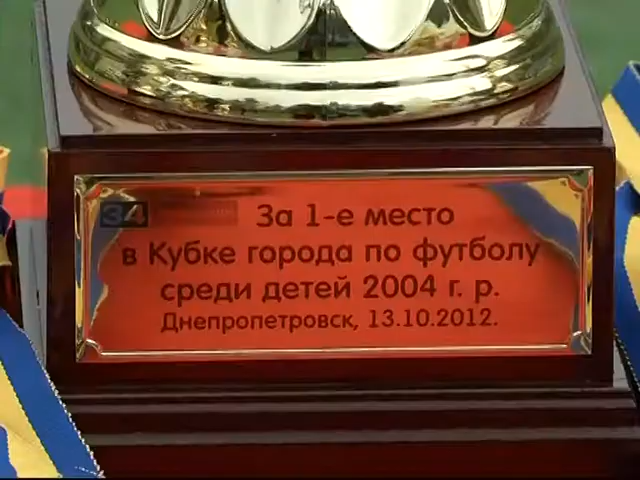 34 За 1-е место
в Кубке города по футболу
среди детей 2004 г. р.
Днепропетровск, 13.10.2012.